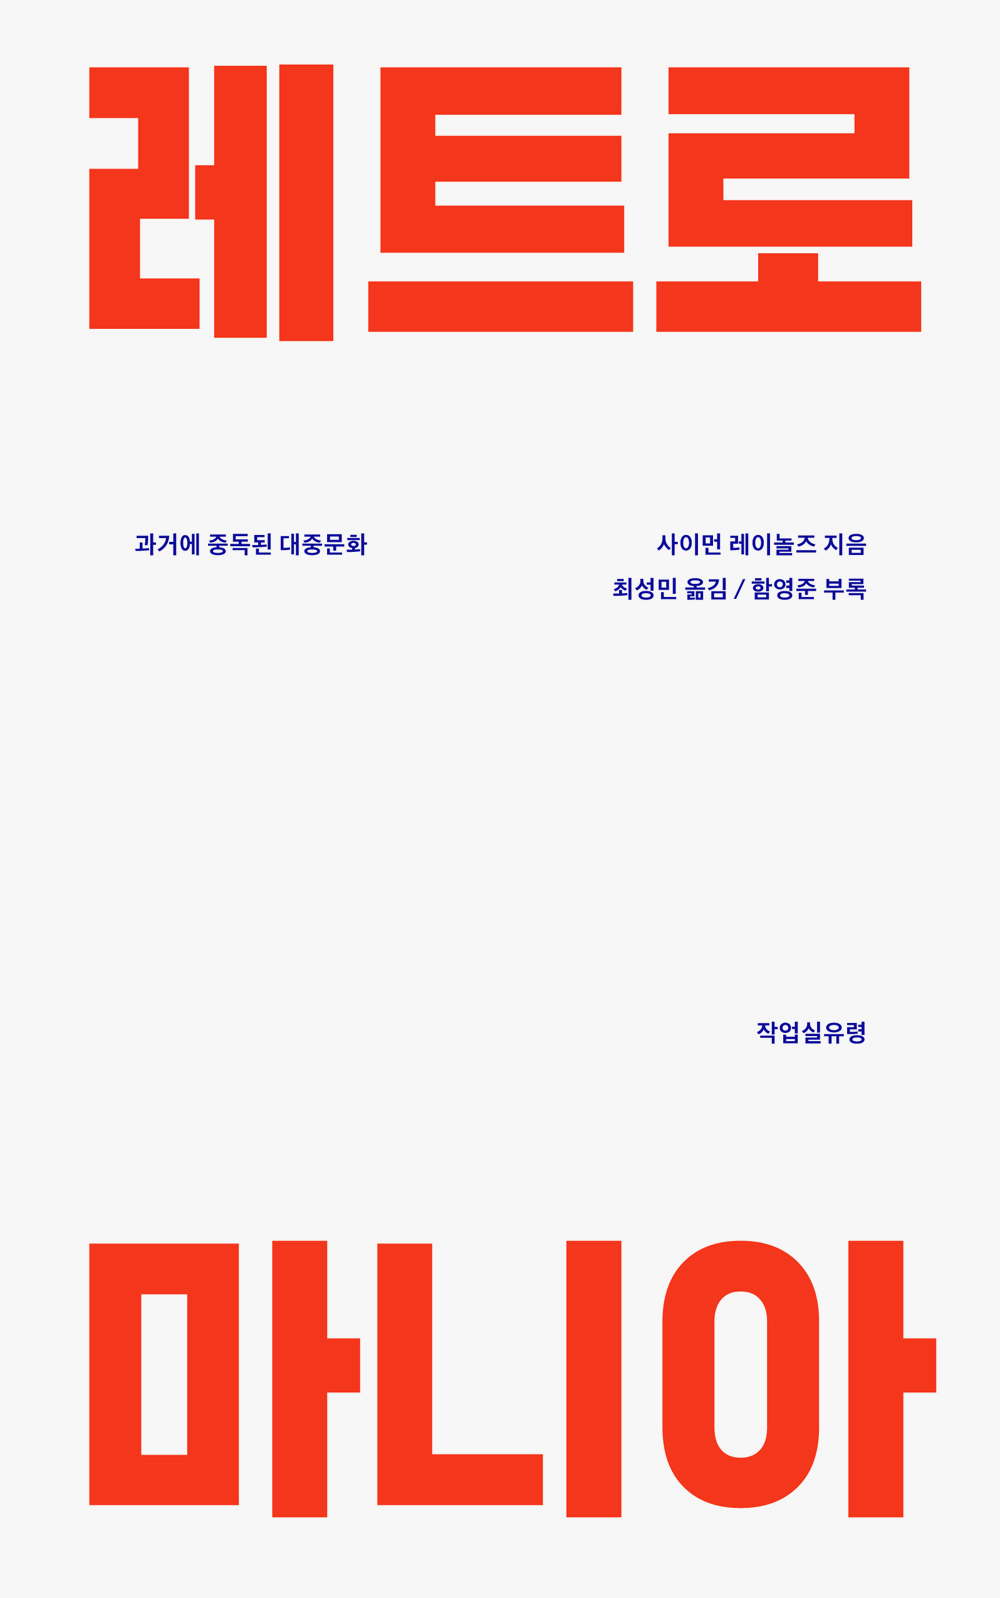 레트로
과거에 중독된 대중문화
사이먼 레이놀즈 지음
최성민 옮김 / 함영준 부록
작업실유령
마니아